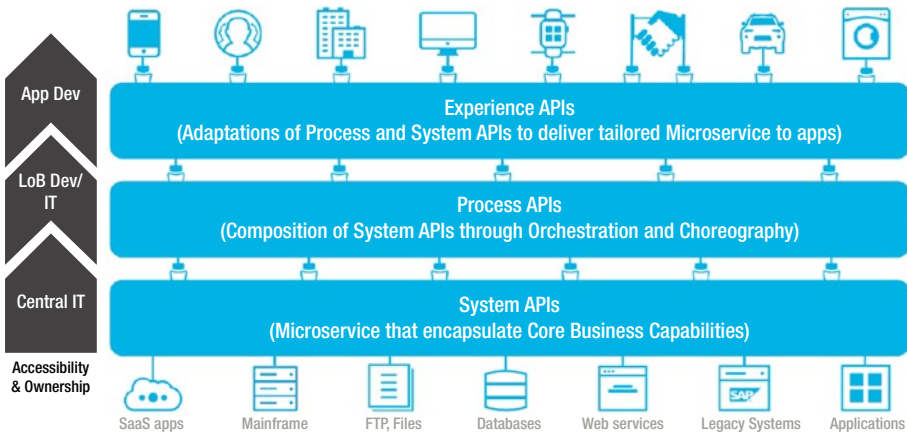 App Dev
LoB Dev/
IT
Central IT
Accessibility
& Ownership
Experience APIs
(Adaptations of Process and System APIs to deliver tailored Microservice to apps)
Process APIs
(Composition of System APIs through Orchestration and Choreography)
System APIs
(Microservice that encapsulate Core Business Capabilities)
SAP
SaaS apps
Mainframe
FTP, Files
Databases
Web services
Legacy Systems
Applications